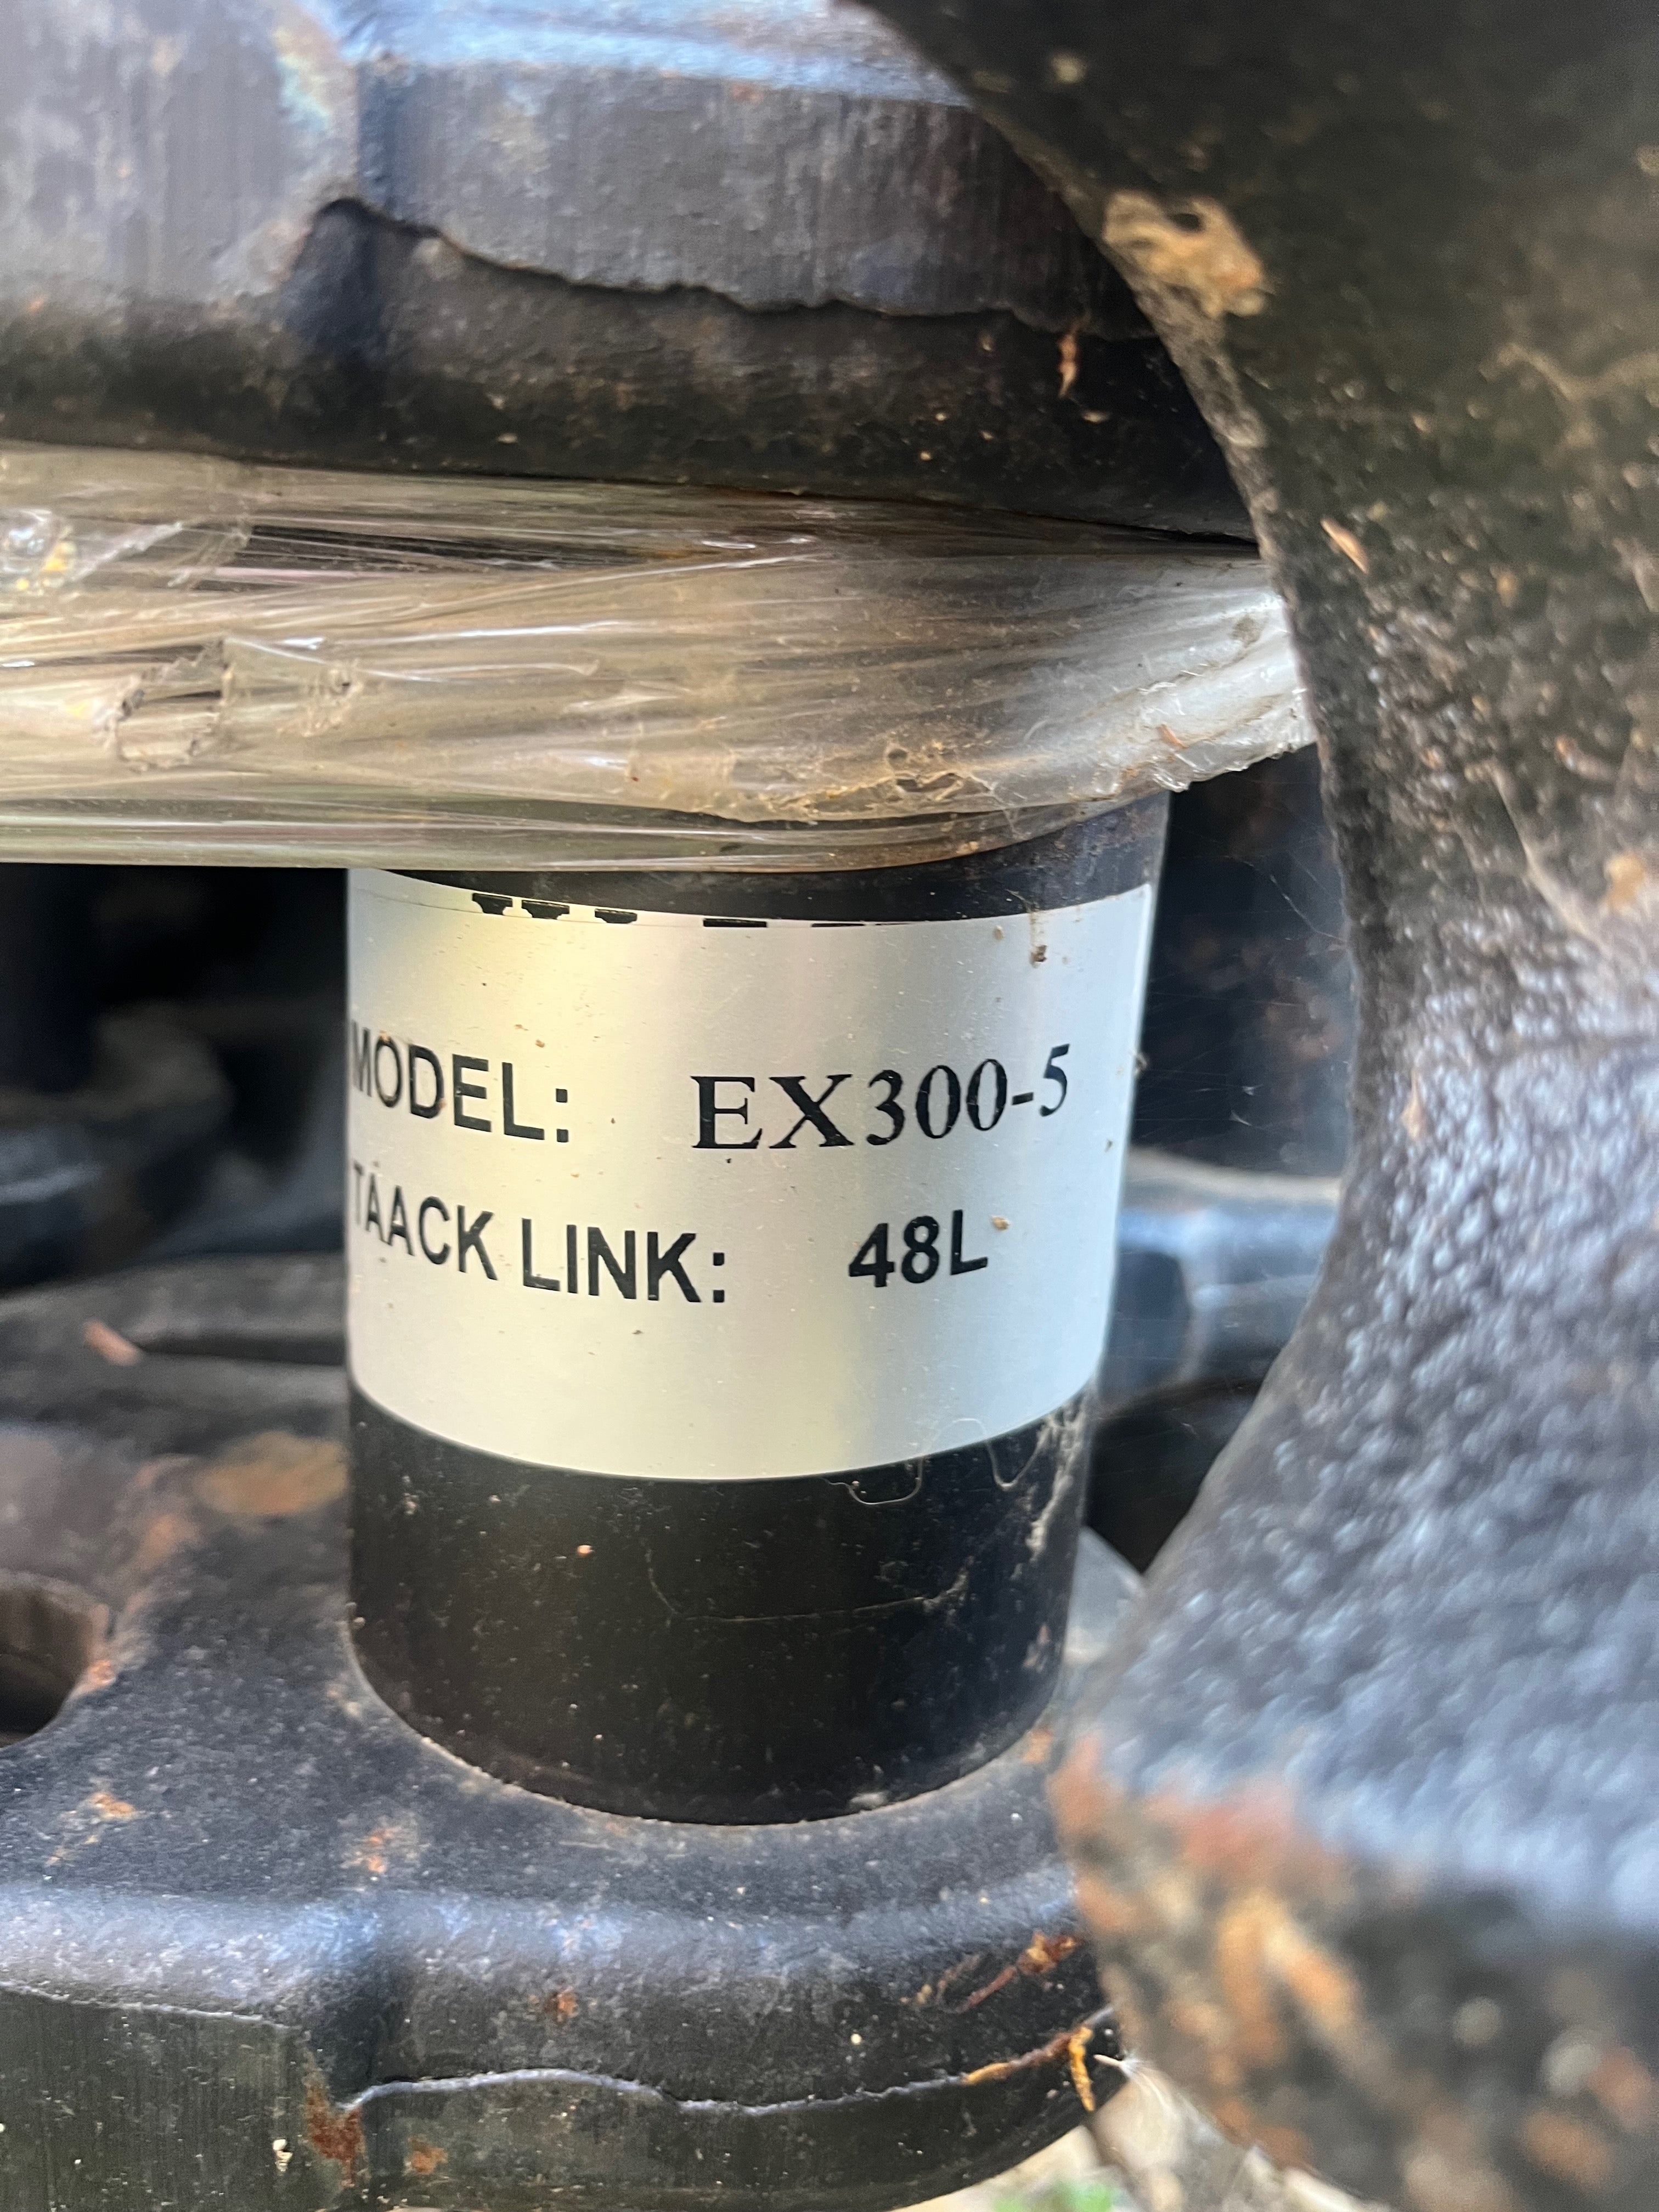 MODEL: EX300-5
TAACK LINK: 48L